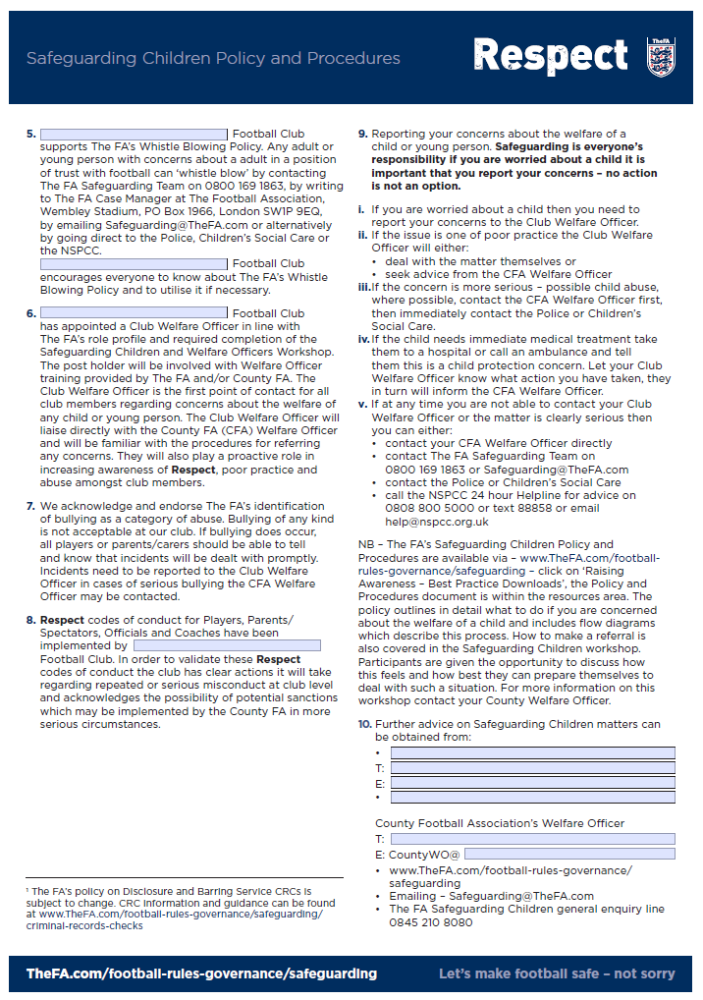 Safeguarding Children Policy and Procedures
Respect
TheFA
5. Football Club
supports The FA's Whistle Blowing Policy. Any adult or
young person with concerns about a adult in a position
of trust with football can 'whistle blow' by contacting
The FA Safeguarding Team on 0800 169 1863, by writing
to The FA Case Manager at The Football Association,
Wembley Stadium, PO Box 1966, London SW1P 9EQ,
by emailing Safeguarding@TheFA.com or alternatively
by going direct to the Police, Children's Social Care or
the NSPCC.
Football Club
encourages everyone to know about The FA's Whistle
Blowing Policy and to utilise it if necessary.
6. Football Club
has appointed a Club Welfare Officer in line with
The FA's role profile and required completion of the
Safeguarding Children and Welfare Officers Workshop.
The post holder will be involved with Welfare Officer
training provided by The FA and/or County FA. The
Club Welfare Officer is the first point of contact for all
club members regarding concerns about the welfare of
any child or young person. The Club Welfare Officer will
liaise directly with the County FA (CFA) Welfare Officer
and will be familiar with the procedures for referring
any concerns. They will also play a proactive role in
increasing awareness of Respect, poor practice and
abuse amongst club members.
7. We acknowledge and endorse The FA's identification
of bullying as a category of abuse. Bullying of any kind
is not acceptable at our club. If bullying does occur,
all players or parents/carers should be able to tell
and know that incidents will be dealt with promptly.
Incidents need to be reported to the Club Welfare
Officer in cases of serious bullying the CFA Welfare
Officer may be contacted.
8. Respect codes of conduct for Players, Parents/
Spectators, Officials and Coaches have been
implemented by
Football Club. In order to validate these Respect
codes of conduct the club has clear actions it will take
regarding repeated or serious misconduct at club level
and acknowledges the possibility of potential sanctions
which may be implemented by the County FA in more
serious circumstances.
¹ The FA's policy on Disclosure and Barring Service CRCs is
subject to change. CRC information and guidance can be found
at www.TheFA.com/football-rules-governance/safeguarding/
criminal-records-checks
9. Reporting your concerns about the welfare of a
child or young person. Safeguarding is everyone's
responsibility if you are worried about a child it is
important that you report your concerns – no action
is not an option.
i. If you are worried about a child then you need to
report your concerns to the Club Welfare Officer.
ii. If the issue is one of poor practice the Club Welfare
Officer will either:
• deal with the matter themselves or
• seek advice from the CFA Welfare Officer
iii. If the concern is more serious – possible child abuse,
where possible, contact the CFA Welfare Officer first,
then immediately contact the Police or Children's
Social Care.
iv. If the child needs immediate medical treatment take
them to a hospital or call an ambulance and tell
them this is a child protection concern. Let your Club
Welfare Officer know what action you have taken, they
in turn will inform the CFA Welfare Officer.
v. If at any time you are not able to contact your Club
Welfare Officer or the matter is clearly serious then
you can either:
• contact your CFA Welfare Officer directly
• contact The FA Safeguarding Team on
0800 169 1863 or Safeguarding@TheFA.com
• contact the Police or Children's Social Care
• call the NSPCC 24 hour Helpline for advice on
0808 800 5000 or text 88858 or email
help@nspcc.org.uk
NB – The FA's Safeguarding Children Policy and
Procedures are available via – www.TheFA.com/football-
rules-governance/safeguarding – click on 'Raising
Awareness – Best Practice Downloads', the Policy and
Procedures document is within the resources area. The
policy outlines in detail what to do if you are concerned
about the welfare of a child and includes flow diagrams
which describe this process. How to make a referral is
also covered in the Safeguarding Children workshop.
Participants are given the opportunity to discuss how
this feels and how best they can prepare themselves to
deal with such a situation. For more information on this
workshop contact your County Welfare Officer.
10. Further advice on Safeguarding Children matters can
be obtained from:
•
T:
E:
•
County Football Association's Welfare Officer
T:
E: CountyWO@
• www.TheFA.com/football-rules-governance/
safeguarding
• Emailing – Safeguarding@TheFA.com
• The FA Safeguarding Children general enquiry line
0845 210 8080
TheFA.com/football-rules-governance/safeguarding
Let's make football safe – not sorry